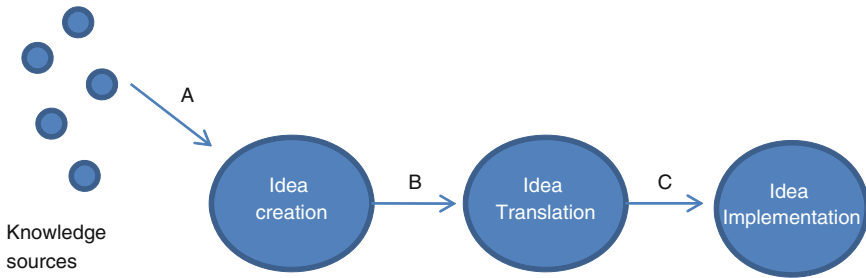 A
Idea
creation
B
Idea
Translation
C
Idea
Implementation
Knowledge
sources